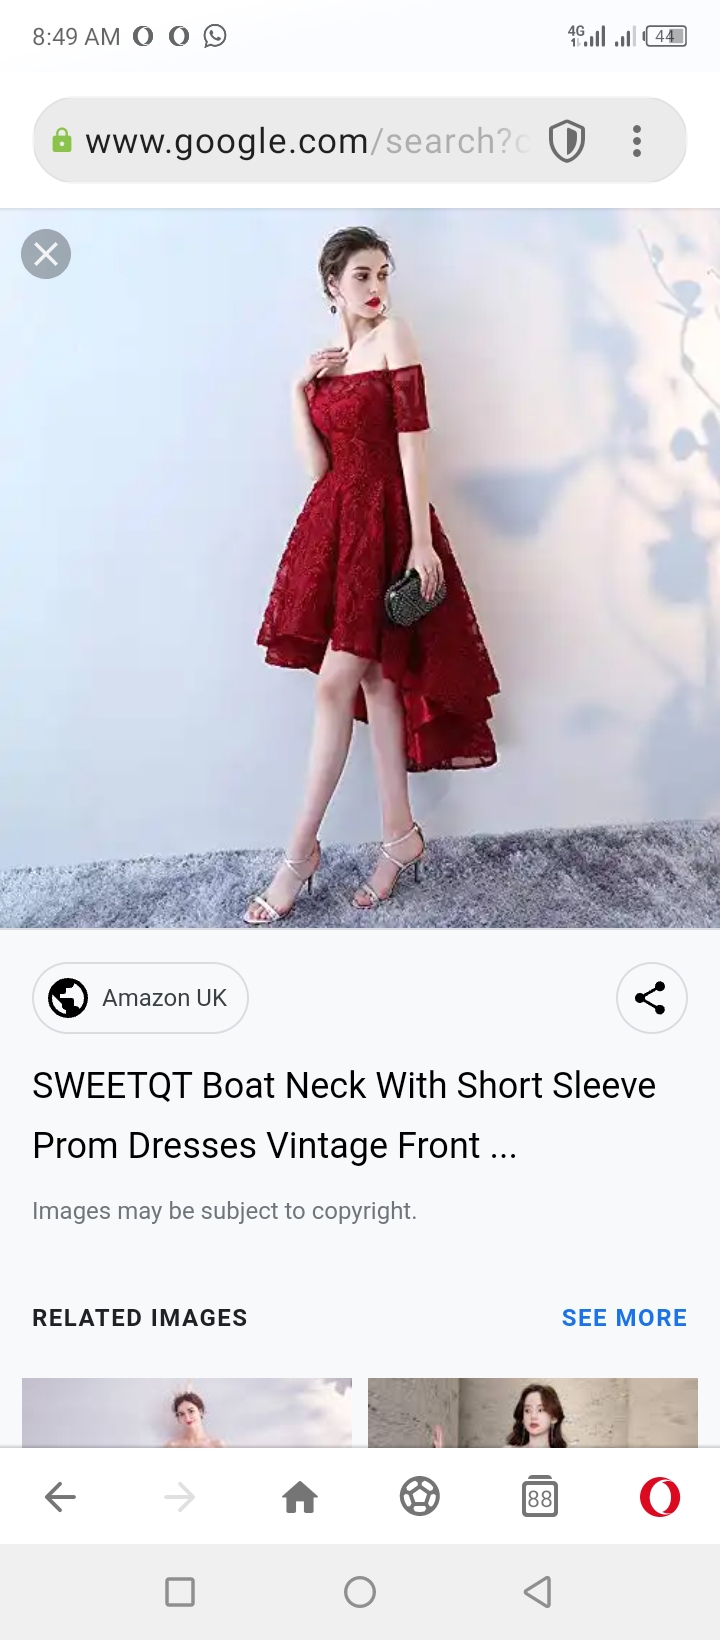 8:49 AM
4G
44
www.google.com/search?
Amazon UK
SWEETQT Boat Neck With Short Sleeve
Prom Dresses Vintage Front ...
Images may be subject to copyright.
RELATED IMAGES
SEE MORE
88